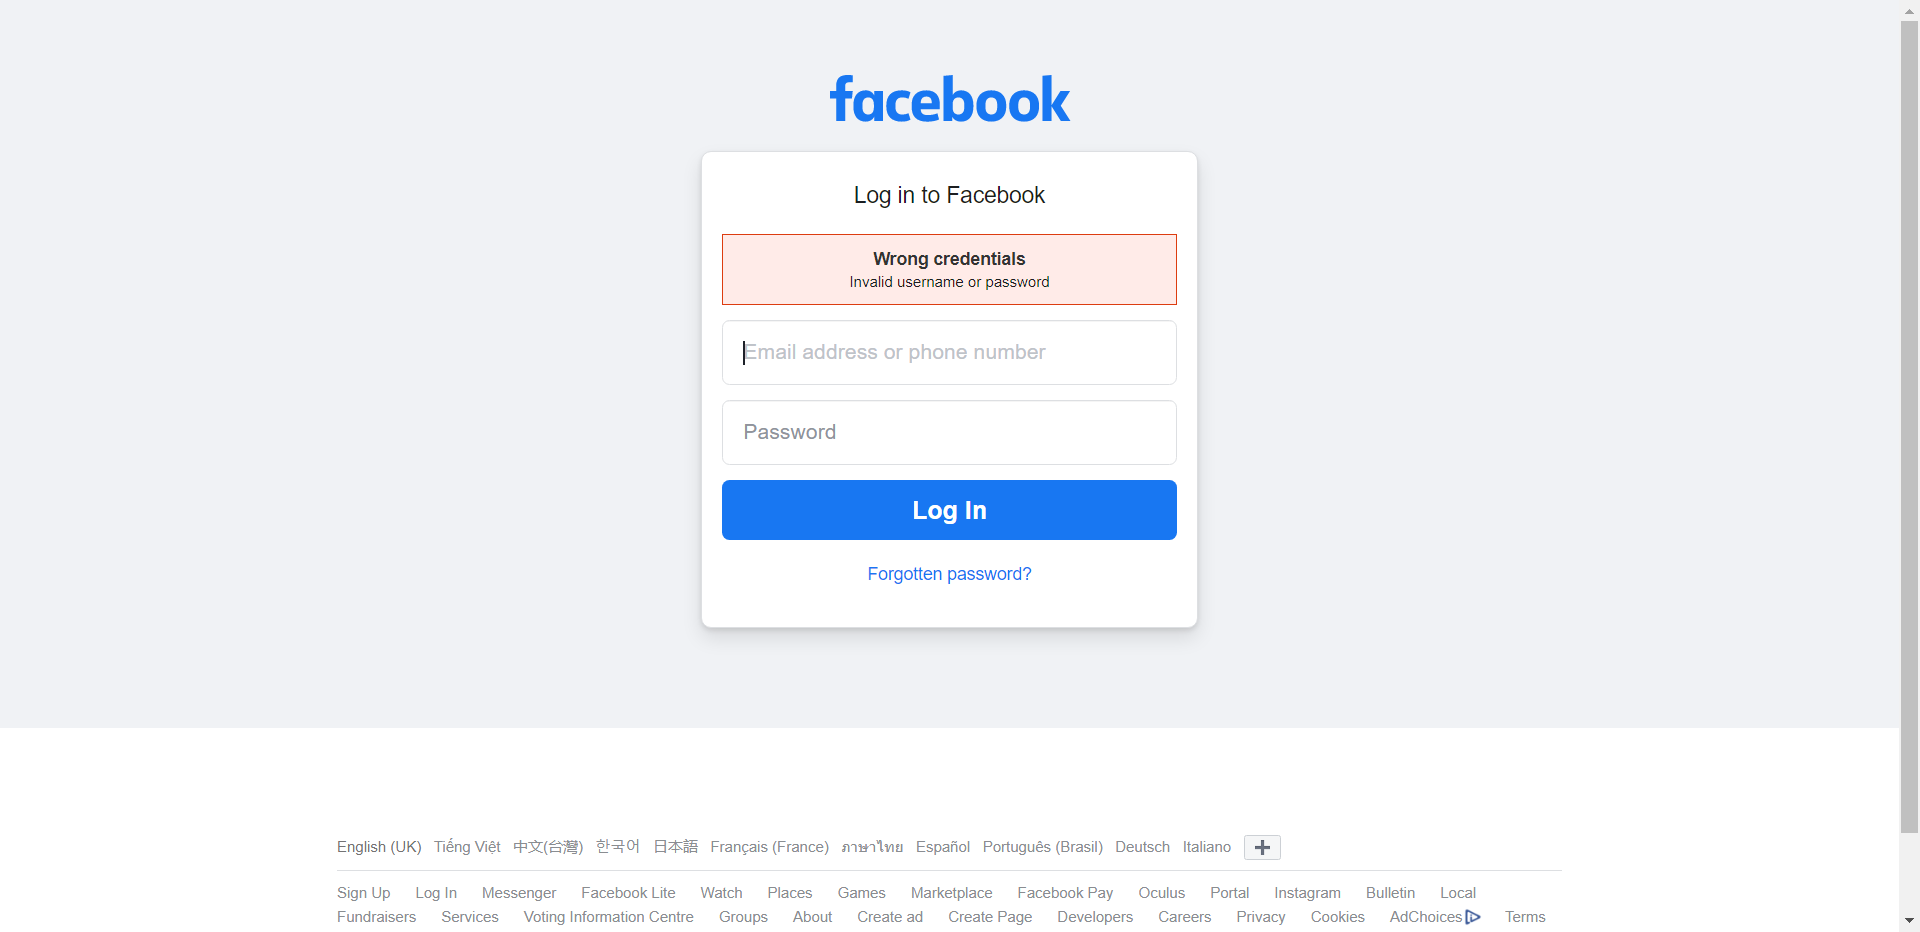 facebook
Log in to Facebook
Wrong credentials
Invalid username or password
Email address or phone number
Password
Log In
Forgotten password?
English (UK) Tiếng Việt 中文(台灣) 한국어 日本語 Français (France) ภาษาไทย Español Português (Brasil) Deutsch Italiano
Sign Up Log In Messenger Facebook Lite Watch Places Games Marketplace Facebook Pay Oculus Portal Instagram Bulletin Local
Fundraisers Services Voting Information Centre Groups About Create ad Create Page Developers Careers Privacy Cookies AdChoices Terms